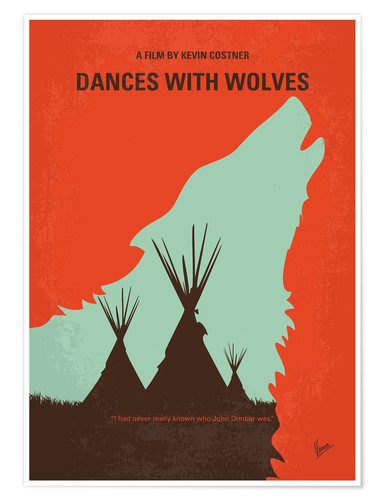 A FILM BY KEVIN COSTNER
DANCES WITH WOLVES
"I had never really known who John Dunbar was."